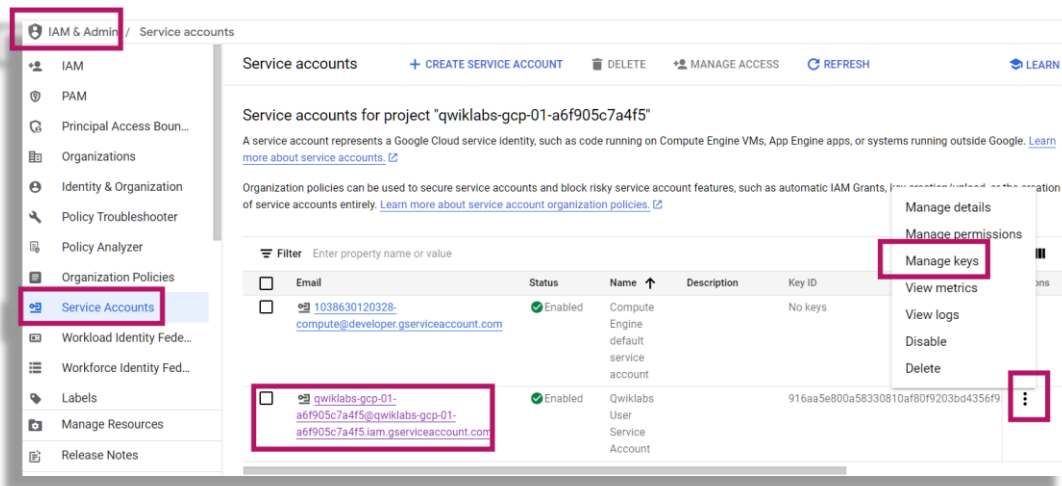 IAM & Admin / Service accounts
IAM
PAM
Principal Access Boun...
Organizations
Identity & Organization
Policy Troubleshooter
Policy Analyzer
Organization Policies
Service Accounts
Workload Identity Fede...
Workforce Identity Fed...
Labels
Manage Resources
Release Notes
Service accounts + CREATE SERVICE ACCOUNT DELETE MANAGE ACCESS REFRESH LEARN
Service accounts for project "qwiklabs-gcp-01-a6f905c7a4f5"
A service account represents a Google Cloud service identity, such as code running on Compute Engine VMs, App Engine apps, or systems running outside Google. Learn
more about service accounts.
Organization policies can be used to secure service accounts and block risky service account features, such as automatic IAM Grants, key creation/upload, or the creation
of service accounts entirely. Learn more about service account organization policies.
Manage details
Manage permissions
Manage keys
View metrics
View logs
Disable
Delete
Filter Enter property name or value
Email Status Name Description Key ID
1038630120328-
compute@developer.gserviceaccount.com
Enabled
Compute
Engine
default
service
account
No keys
qwiklabs-gcp-01-
a6f905c7a4f5@qwiklabs-gcp-01-
a6f905c7a4f5.iam.gserviceaccount.com
Enabled
Qwiklabs
User
Service
Account
916aa5e800a58330810af80f9203bd4356f9